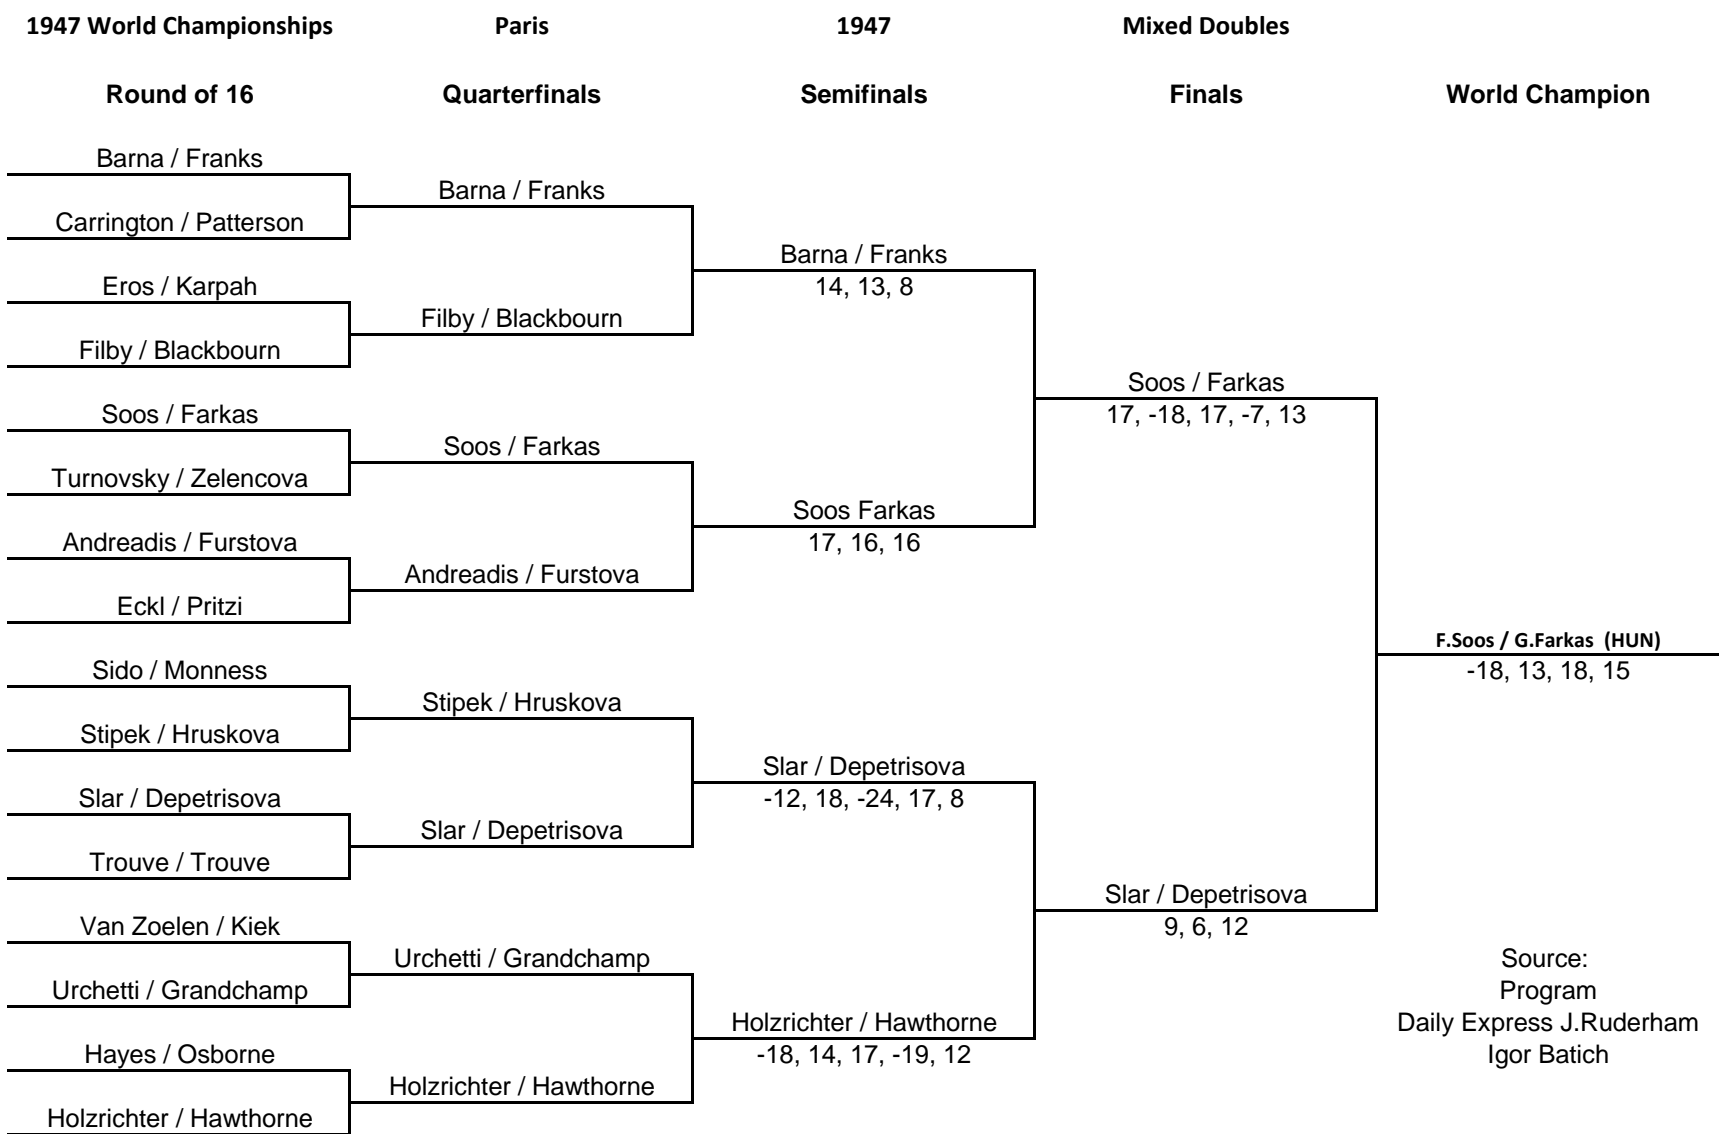 1947 World Championships Paris 1947 Mixed Doubles
Round of 16 Quarterfinals Semifinals Finals World Champion
Barna / Franks
Carrington / Patterson
Eros / Karpah
Filby / Blackbourn
Soos / Farkas
Turnovsky / Zelencova
Andreadis / Furstova
Eckl / Pritzi
Sido / Monness
Stipek / Hruskova
Slar / Depetrisova
Trouve / Trouve
Van Zoelen / Kiek
Urchetti / Grandchamp
Hayes / Osborne
Holzrichter / Hawthorne
Barna / Franks
Filby / Blackbourn
Soos / Farkas
Andreadis / Furstova
Stipek / Hruskova
Slar / Depetrisova
Urchetti / Grandchamp
Holzrichter / Hawthorne
Barna / Franks
14, 13, 8
Soos Farkas
17, 16, 16
Slar / Depetrisova
-12, 18, -24, 17, 8
Holzrichter / Hawthorne
-18, 14, 17, -19, 12
Soos / Farkas
17, -18, 17, -7, 13
Slar / Depetrisova
9, 6, 12
F.Soos / G.Farkas (HUN)
-18, 13, 18, 15
Source:
Program
Daily Express J.Ruderham
Igor Batich